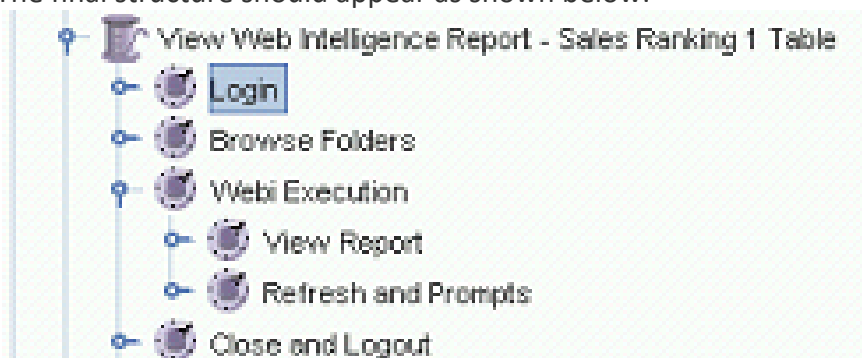 The final structure should appear as shown below:
View Web Intelligence Report - Sales Ranking 1 Table
Login
Browse Folders
Webi Execution
View Report
Refresh and Prompts
Close and Logout